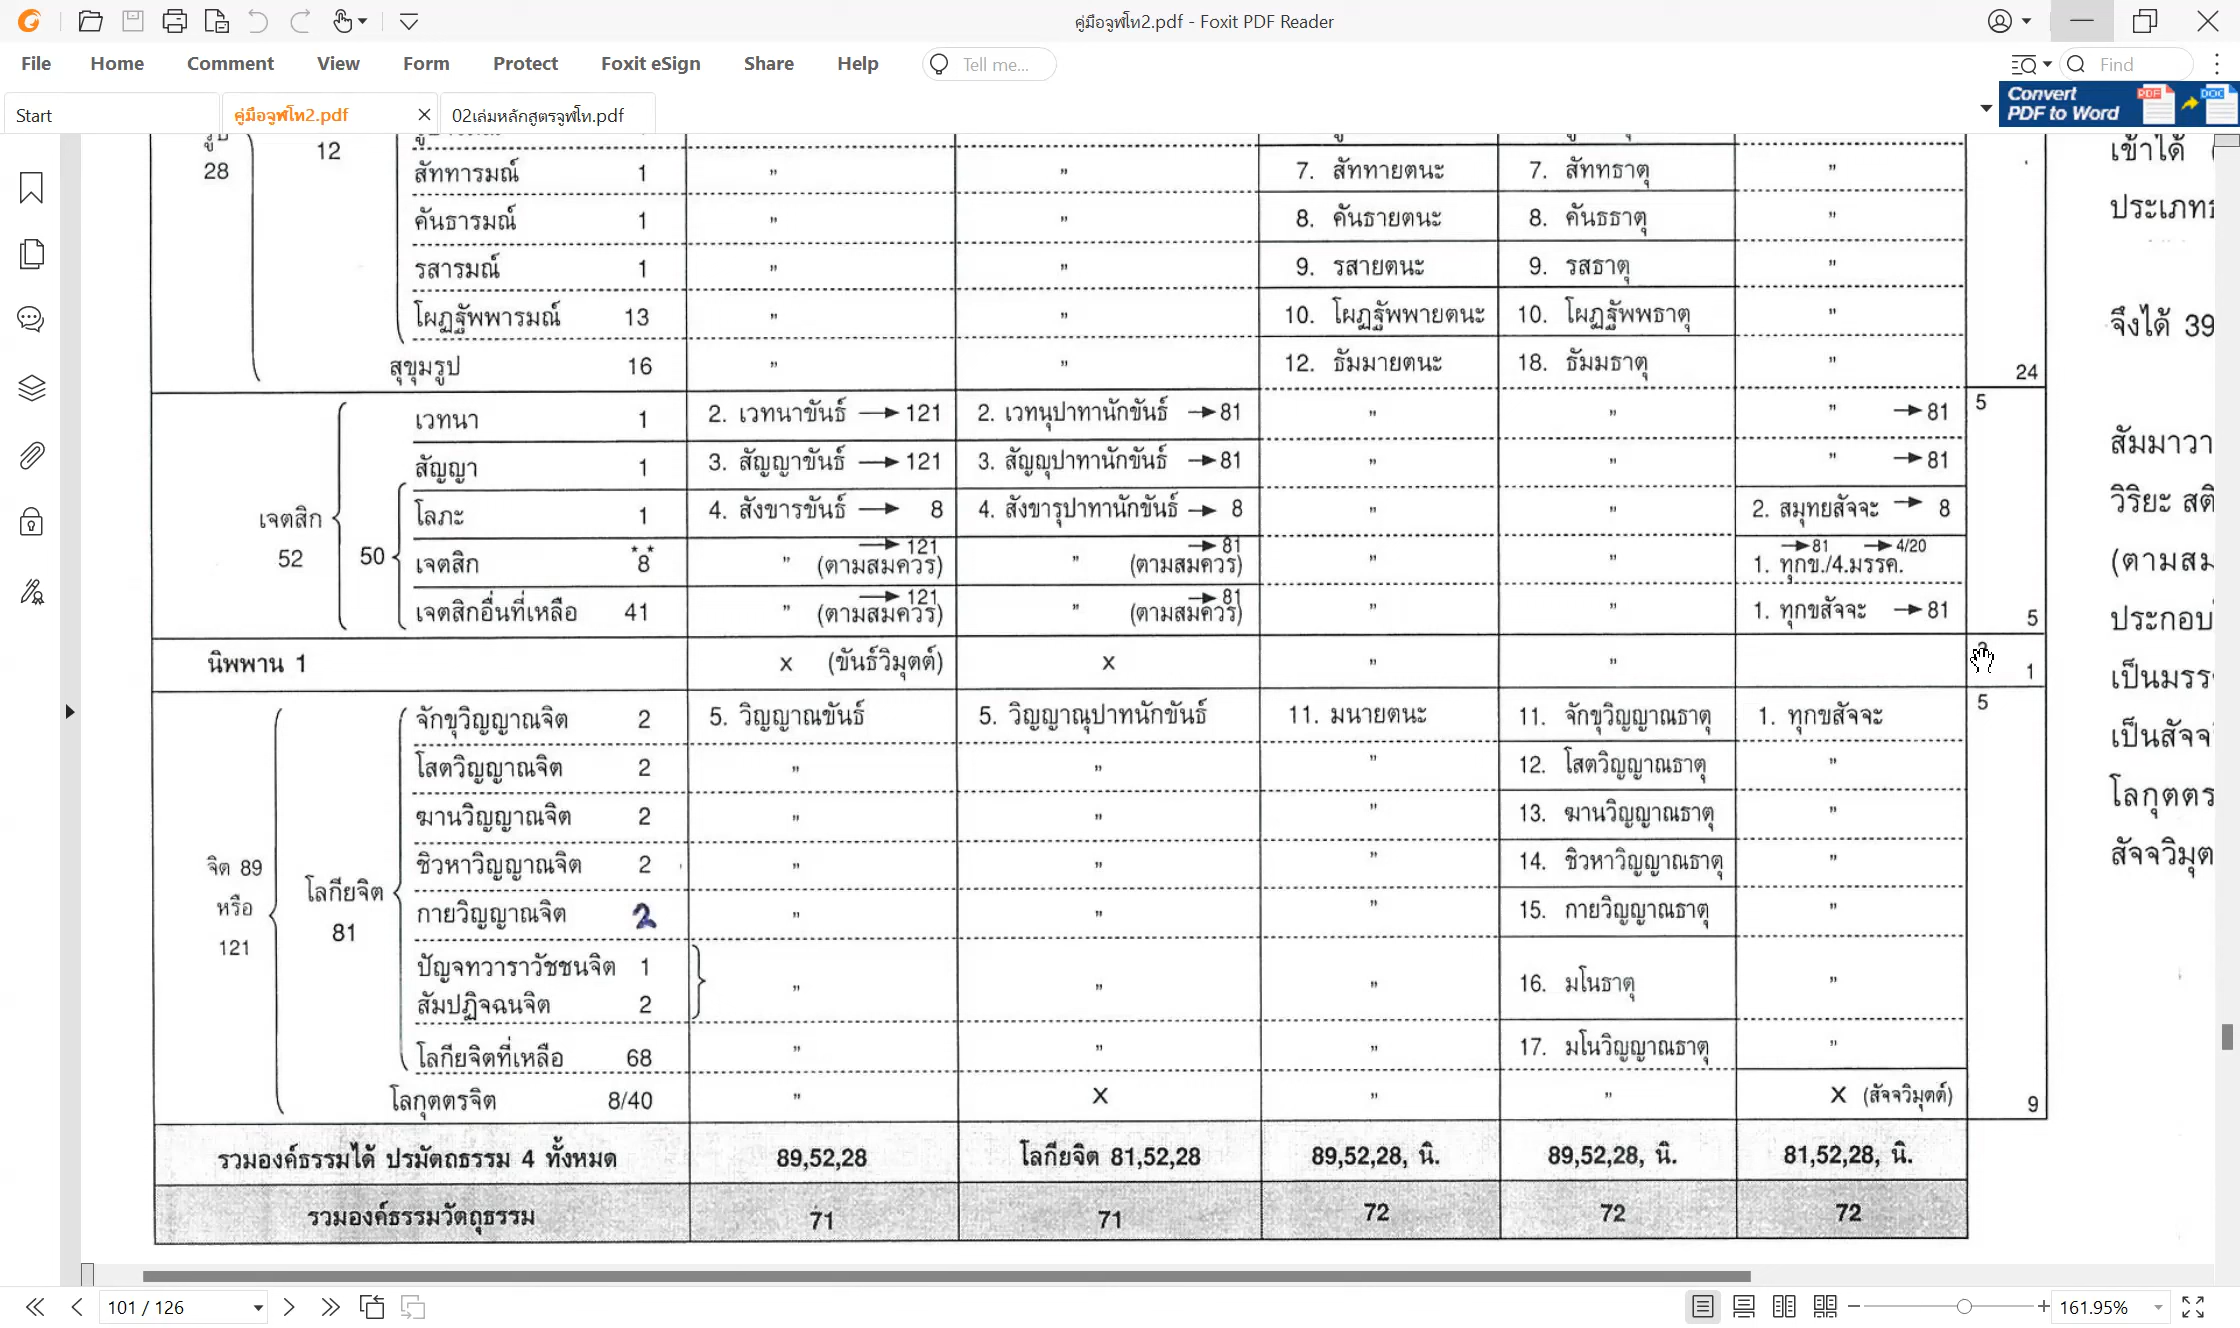 คู่มือจูฬโท2.pdf - Foxit PDF Reader
File Home Comment View Form Protect Foxit eSign Share Help Tell me... Find
Start คู่มือจูฬโท2.pdf 02เล่มหลักสูตรจูฬโท.pdf
Convert PDF to Word PDF DOC
28 12
สัททารมณ์ 1 " " 7. สัททายตนะ 7. สัททธาตุ "
คันธารมณ์ 1 " " 8. คันธายตนะ 8. คันธธาตุ "
รสารมณ์ 1 " " 9. รสายตนะ 9. รสธาตุ "
โผฏฐัพพารมณ์ 13 " " 10. โผฏฐัพพายตนะ 10. โผฏฐัพพธาตุ "
สุขุมรูป 16 " " 12. ธัมมายตนะ 18. ธัมมธาตุ " 24
เจตสิก 52
เวทนา 1 2. เวทนาขันธ์ → 121 2. เวทนุปาทานักขันธ์ → 81 " " " → 81 5
สัญญา 1 3. สัญญาขันธ์ → 121 3. สัญญุปาทานักขันธ์ → 81 " " " → 81
50
โลภะ 1 4. สังขารขันธ์ → 8 4. สังขารุปาทานักขันธ์ → 8 " " 2. สมุทยสัจจะ → 8
เจตสิก 8** " → 121 (ตามสมควร) " → 81 (ตามสมควร) " " → 81 → 4/20 1. ทุกข./4.มรรค.
เจตสิกอื่นที่เหลือ 41 " → 121 (ตามสมควร) " → 81 (ตามสมควร) " " 1. ทุกขสัจจะ → 81 5
นิพพาน 1 x (ขันธ์วิมุตต์) x " " 1
จิต 89 หรือ 121
โลกียจิต 81
จักขุวิญญาณจิต 2 5. วิญญาณขันธ์ 5. วิญญาณุปาทนักขันธ์ 11. มนายตนะ 11. จักขุวิญญาณธาตุ 1. ทุกขสัจจะ 5
โสตวิญญาณจิต 2 " " " 12. โสตวิญญาณธาตุ "
ฆานวิญญาณจิต 2 " " " 13. ฆานวิญญาณธาตุ "
ชิวหาวิญญาณจิต 2 " " " 14. ชิวหาวิญญาณธาตุ "
กายวิญญาณจิต 2 " " " 15. กายวิญญาณธาตุ "
ปัญจทวาราวัชชนจิต 1
สัมปฏิจฉนจิต 2 " " " 16. มโนธาตุ "
โลกียจิตที่เหลือ 68 " " " 17. มโนวิญญาณธาตุ "
โลกุตตรจิต 8/40 " X " " X (สัจจวิมุตต์) 9
รวมองค์ธรรมได้ ปรมัตถธรรม 4 ทั้งหมด 89,52,28 โลกียจิต 81,52,28 89,52,28, นิ. 89,52,28, นิ. 81,52,28, นิ.
รวมองค์ธรรมวัตถุธรรม 71 71 72 72 72
เข้าได้
ประเภท
จึงได้ 39
สัมมาวา
วิริยะ สติ
(ตามสม
ประกอบ
เป็นมรร
เป็นสัจจ
โลกุตตร
สัจจวิมุต
101 / 126 161.95%